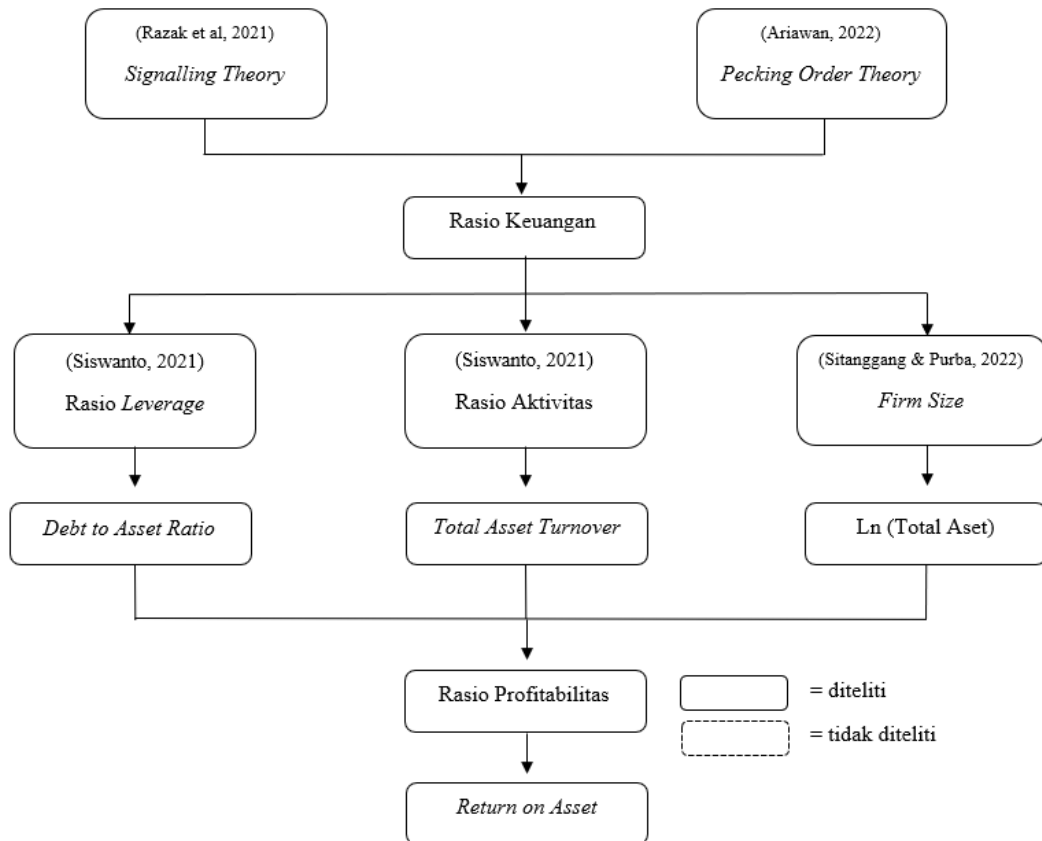 (Razak et al, 2021)
Signalling Theory
(Ariawan, 2022)
Pecking Order Theory
Rasio Keuangan
(Siswanto, 2021)
Rasio Leverage
(Siswanto, 2021)
Rasio Aktivitas
(Sitanggang & Purba, 2022)
Firm Size
Debt to Asset Ratio
Total Asset Turnover
Ln (Total Aset)
Rasio Profitabilitas
= diteliti
= tidak diteliti
Return on Asset